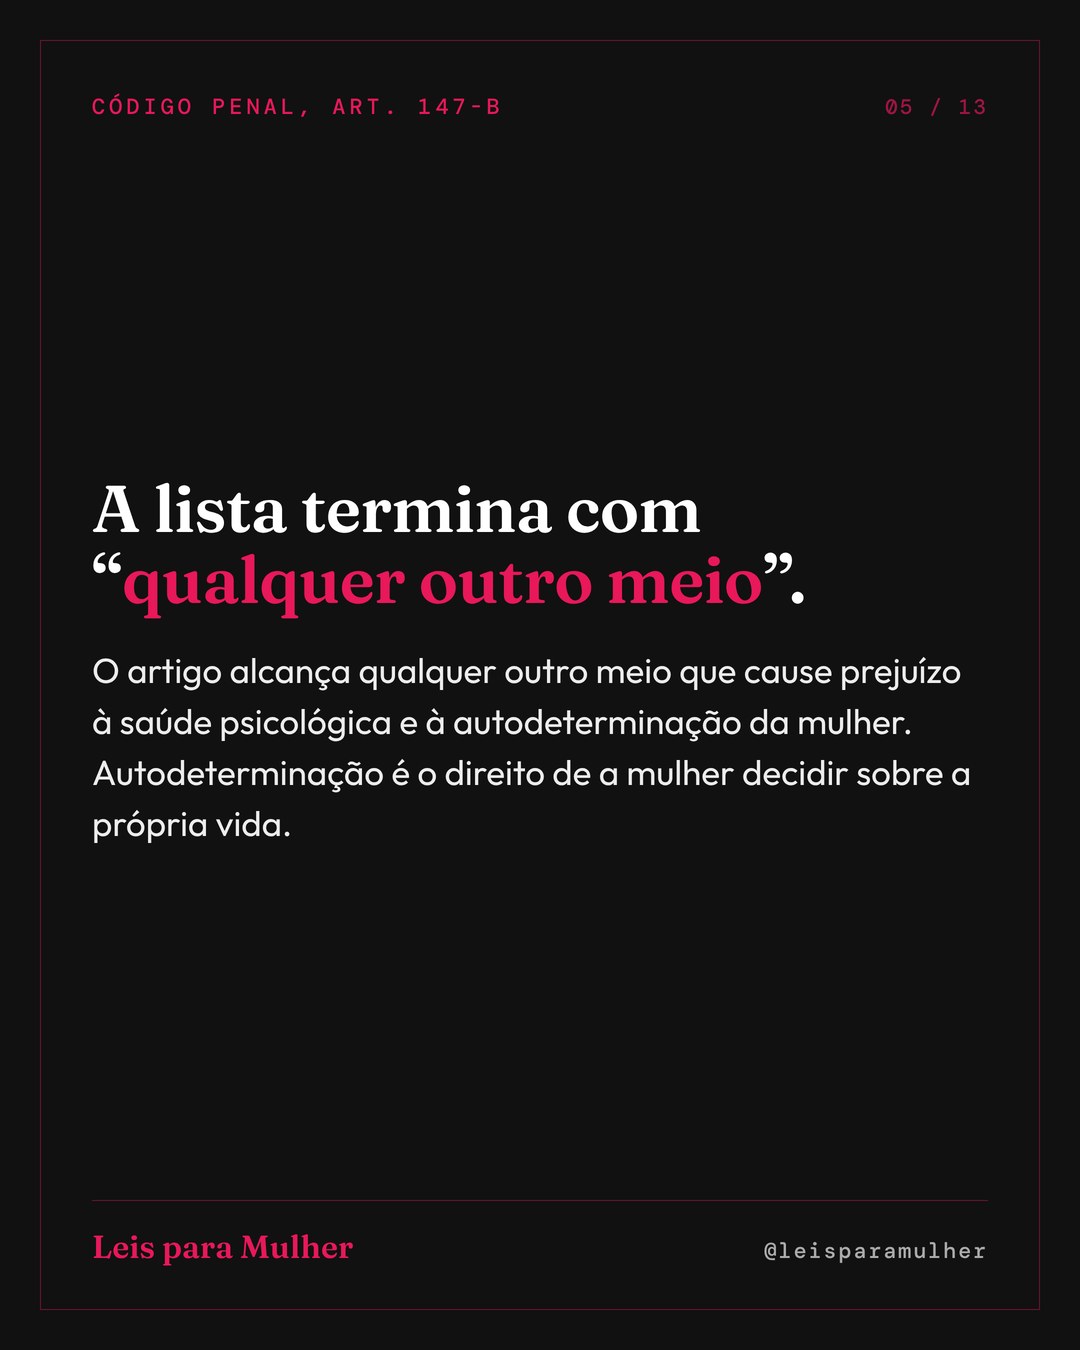 CÓDIGO PENAL, ART. 147-B
05 / 13
A lista termina com
“qualquer outro meio”.
O artigo alcança qualquer outro meio que cause prejuízo
à saúde psicológica e à autodeterminação da mulher.
Autodeterminação é o direito de a mulher decidir sobre a
própria vida.
Leis para Mulher
@leisparamulher